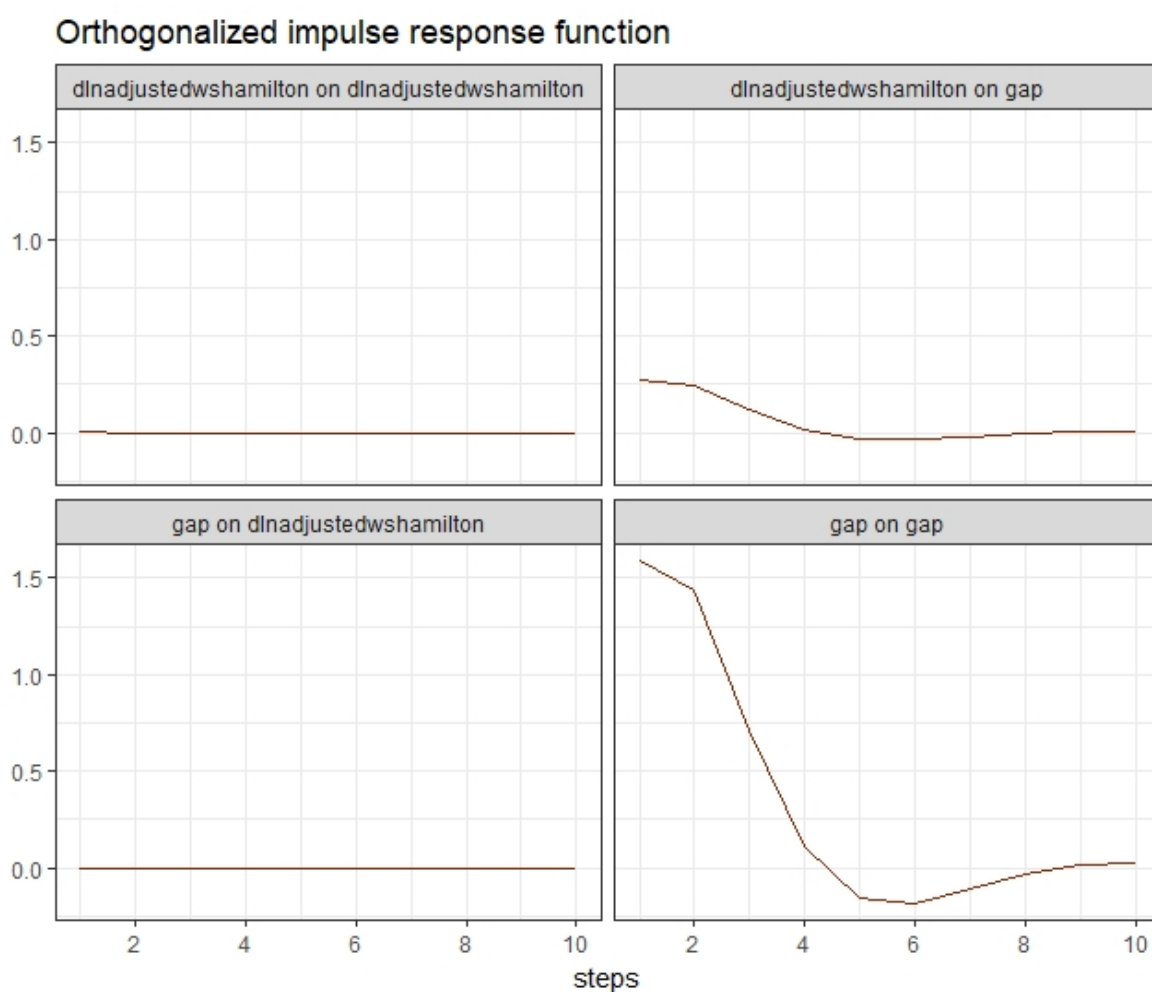 Orthogonalized impulse response function
dlnadjustedwshamilton on dlnadjustedwshamilton
dlnadjustedwshamilton on gap
1.5
1.0
0.5
0.0
gap on dlnadjustedwshamilton
gap on gap
1.5
1.0
0.5
0.0
2 4 6 8 10 2 4 6 8 10
steps